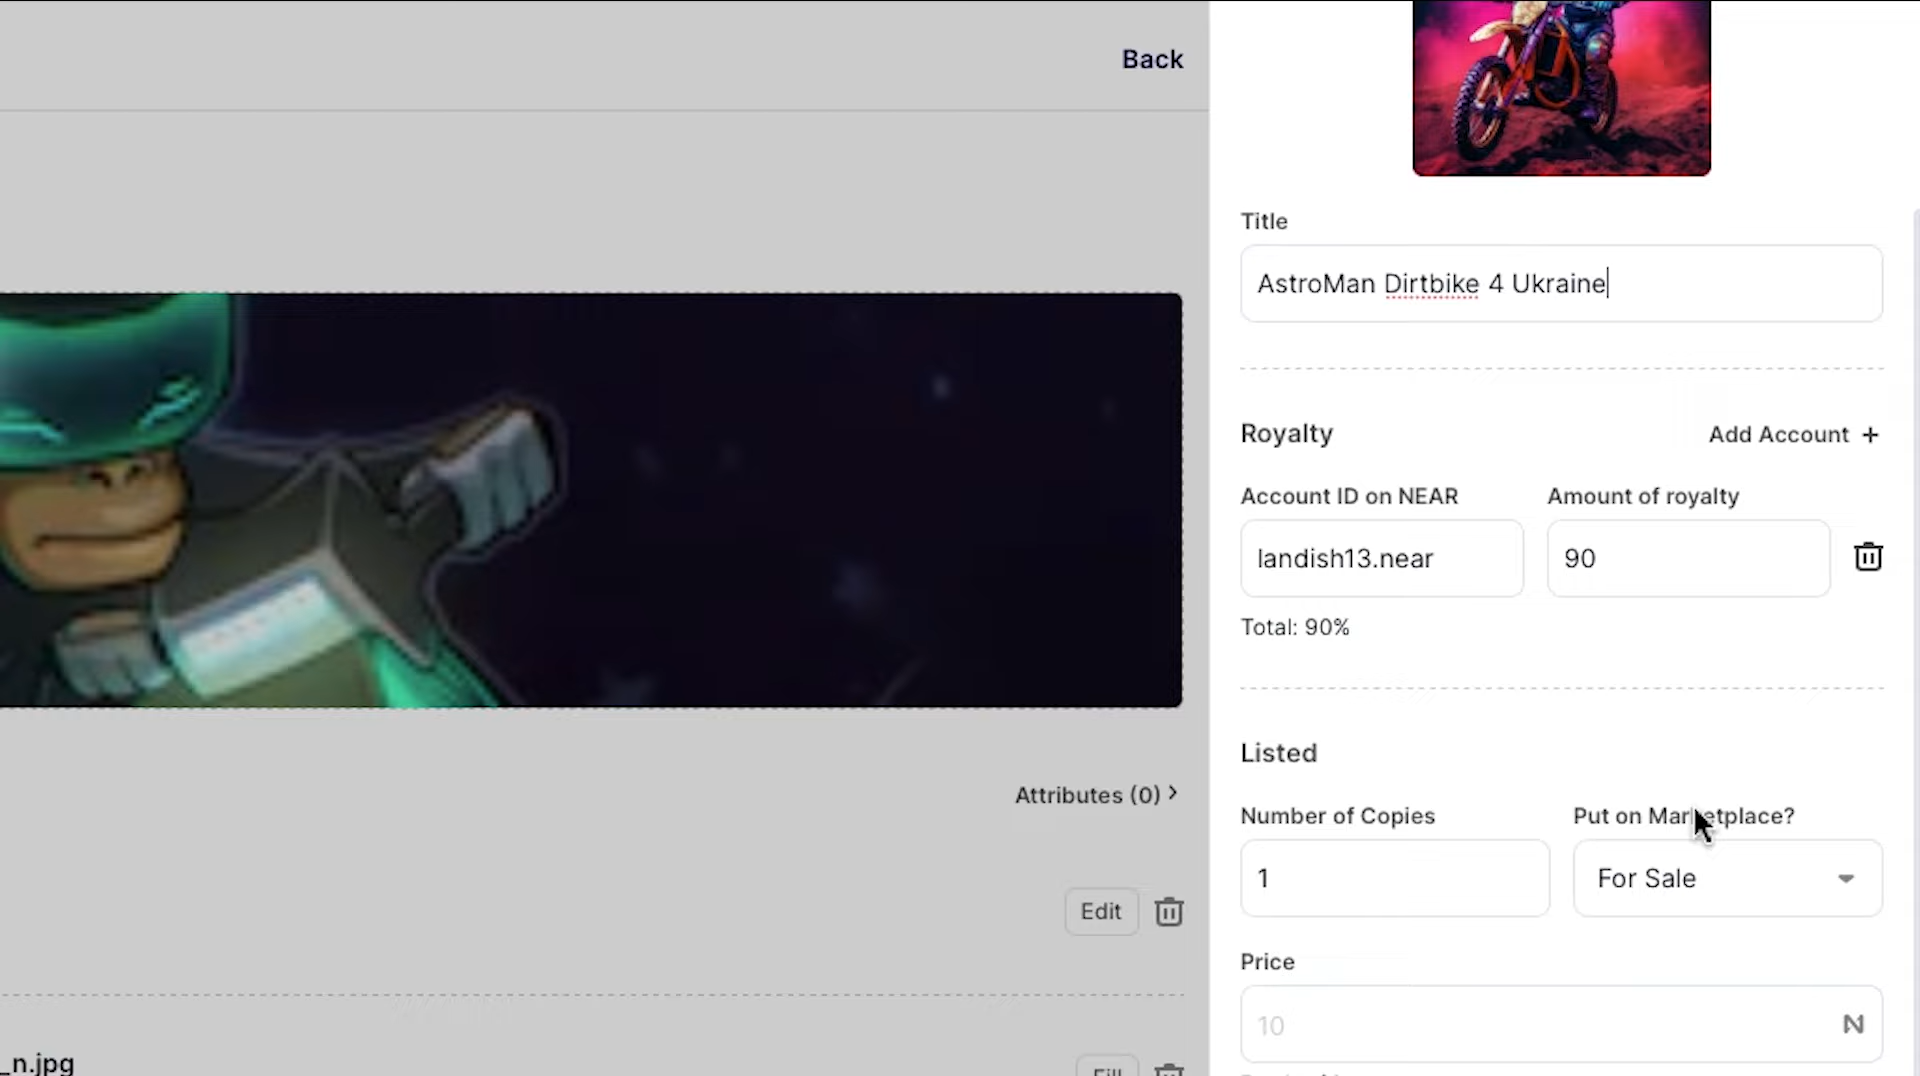 Back
Title
AstroMan Dirtbike 4 Ukraine
Royalty
Add Account +
Account ID on NEAR
Amount of royalty
landish13.near
90
Total: 90%
Listed
Attributes (0) >
Number of Copies
Put on Marketplace?
1
For Sale
Edit
Price
10
_n.jpg
Fill